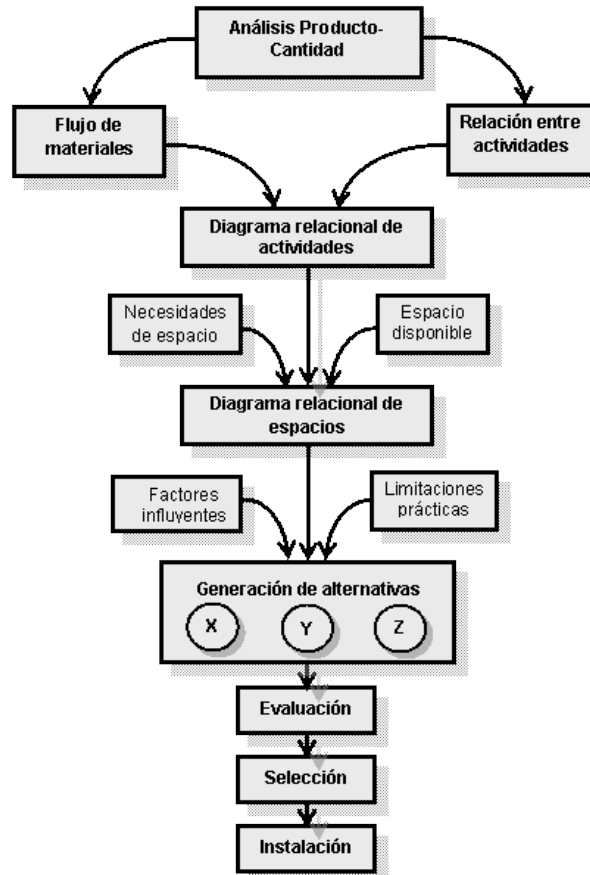 Análisis Producto-
Cantidad
Flujo de
materiales
Relación entre
actividades
Diagrama relacional de
actividades
Necesidades
de espacio
Espacio
disponible
Diagrama relacional de
espacios
Factores
influyentes
Limitaciones
prácticas
Generación de alternativas
X
Y
Z
Evaluación
Selección
Instalación